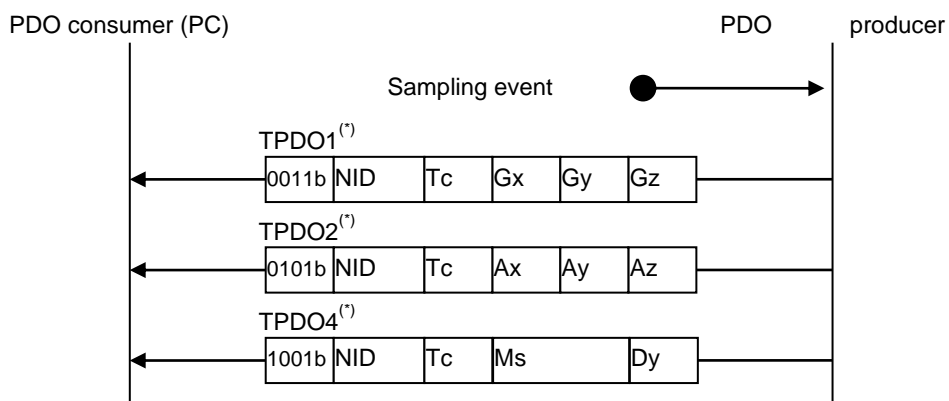 PDO consumer (PC) PDO producer
Sampling event
TPDO1(*)
0011b NID Tc Gx Gy Gz
TPDO2(*)
0101b NID Tc Ax Ay Az
TPDO4(*)
1001b NID Tc Ms Dy